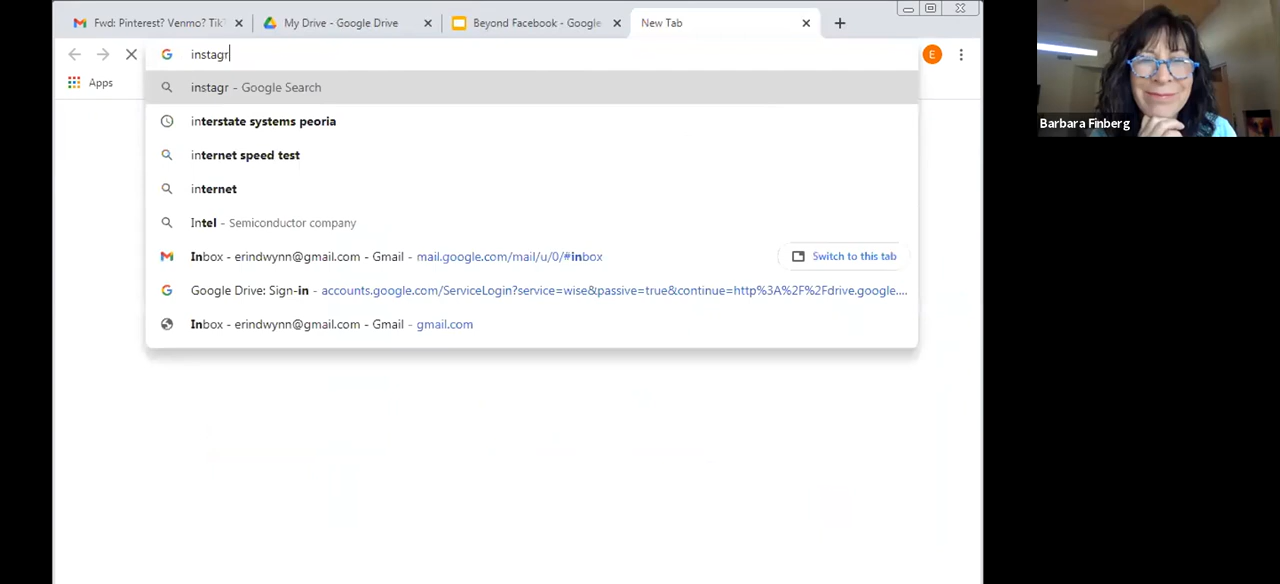 Fwd: Pinterest? Venmo? Tik
My Drive - Google Drive
Beyond Facebook - Google
New Tab
instagr
E
Apps
instagr - Google Search
interstate systems peoria
internet speed test
internet
Intel - Semiconductor company
Inbox - erindwynn@gmail.com - Gmail - mail.google.com/mail/u/0/#inbox
Switch to this tab
Google Drive: Sign-in - accounts.google.com/ServiceLogin?service=wise&passive=true&continue=http%3A%2F%2Fdrive.google....
Inbox - erindwynn@gmail.com - Gmail - gmail.com
Barbara Finberg